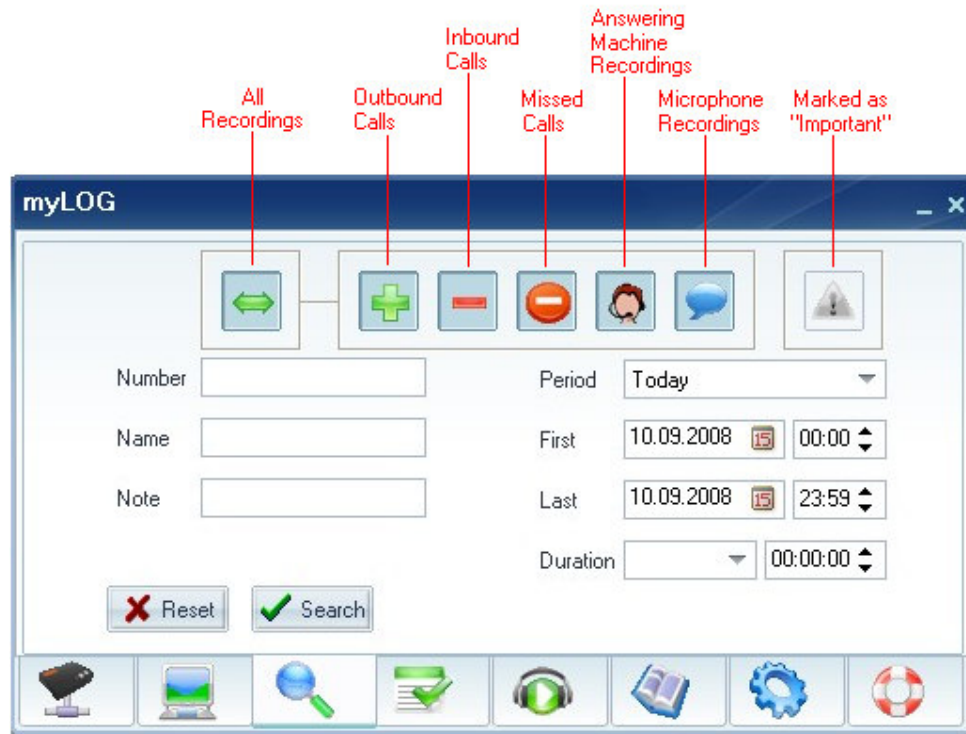 All
Recordings
Outbound
Calls
Inbound
Calls
Missed
Calls
Answering
Machine
Recordings
Microphone
Recordings
Marked as
"Important"
myLOG
Number
Name
Note
Period Today
First 10.09.2008 15 00:00
Last 10.09.2008 15 23:59
Duration 00:00:00
Reset Search